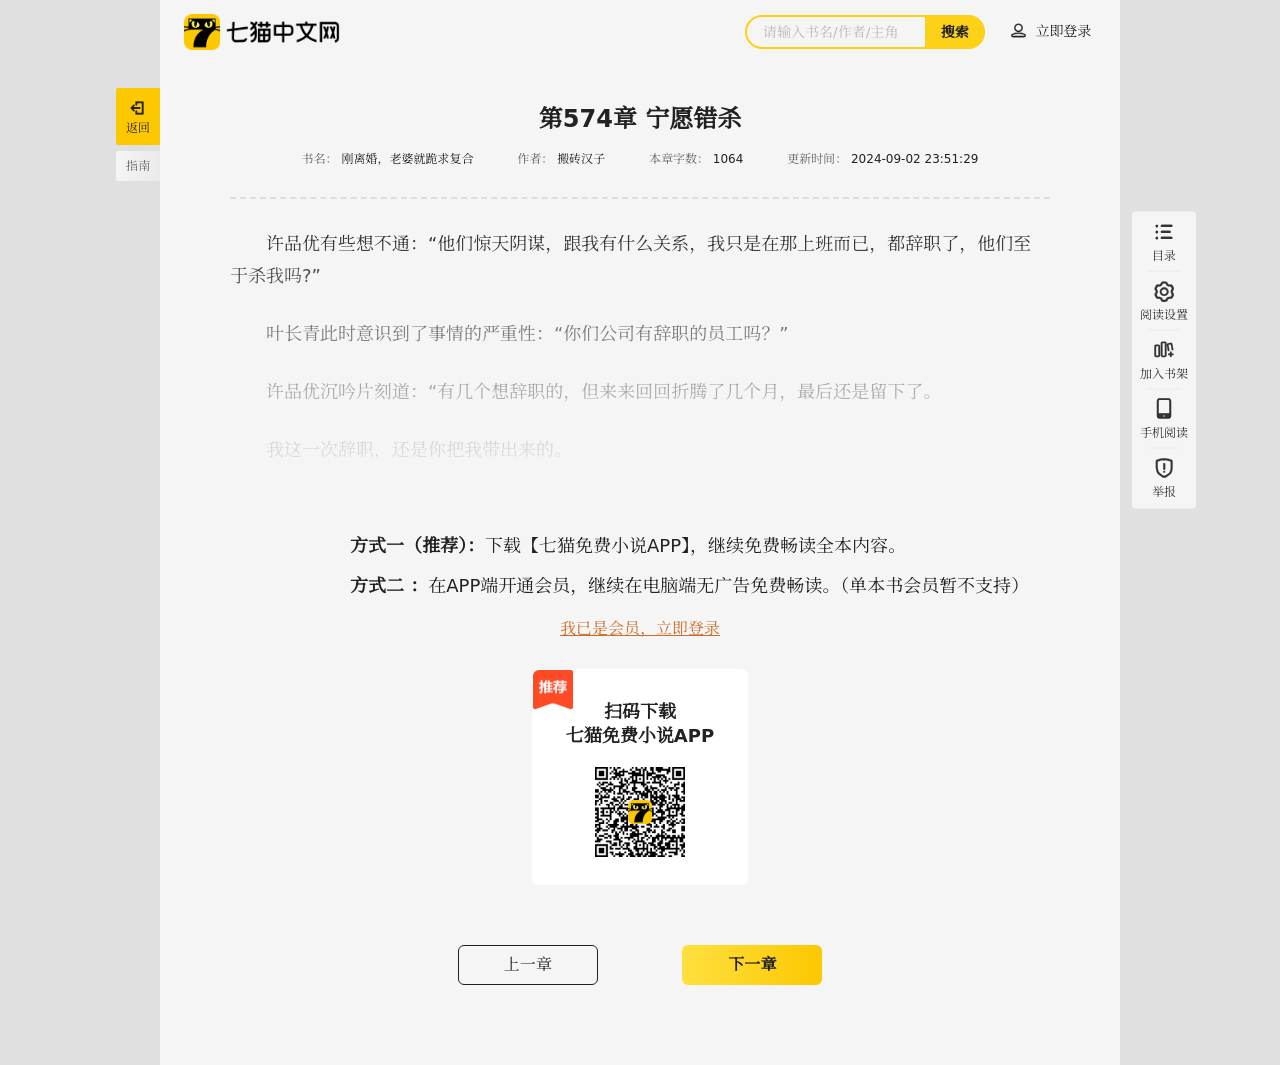 七猫中文网
请输入书名/作者/主角
搜索
立即登录
返回
指南
第574章 宁愿错杀
书名： 刚离婚，老婆就跪求复合 作者： 搬砖汉子 本章字数： 1064 更新时间： 2024-09-02 23:51:29
许品优有些想不通：“他们惊天阴谋，跟我有什么关系，我只是在那上班而已，都辞职了，他们至
于杀我吗?”
叶长青此时意识到了事情的严重性：“你们公司有辞职的员工吗？”
许品优沉吟片刻道：“有几个想辞职的，但来来回回折腾了几个月，最后还是留下了。
我这一次辞职，还是你把我带出来的。
目录
阅读设置
加入书架
手机阅读
举报
方式一（推荐）： 下载【七猫免费小说APP】，继续免费畅读全本内容。
方式二 ： 在APP端开通会员，继续在电脑端无广告免费畅读。（单本书会员暂不支持）
我已是会员，立即登录
推荐
扫码下载
七猫免费小说APP
上一章
下一章